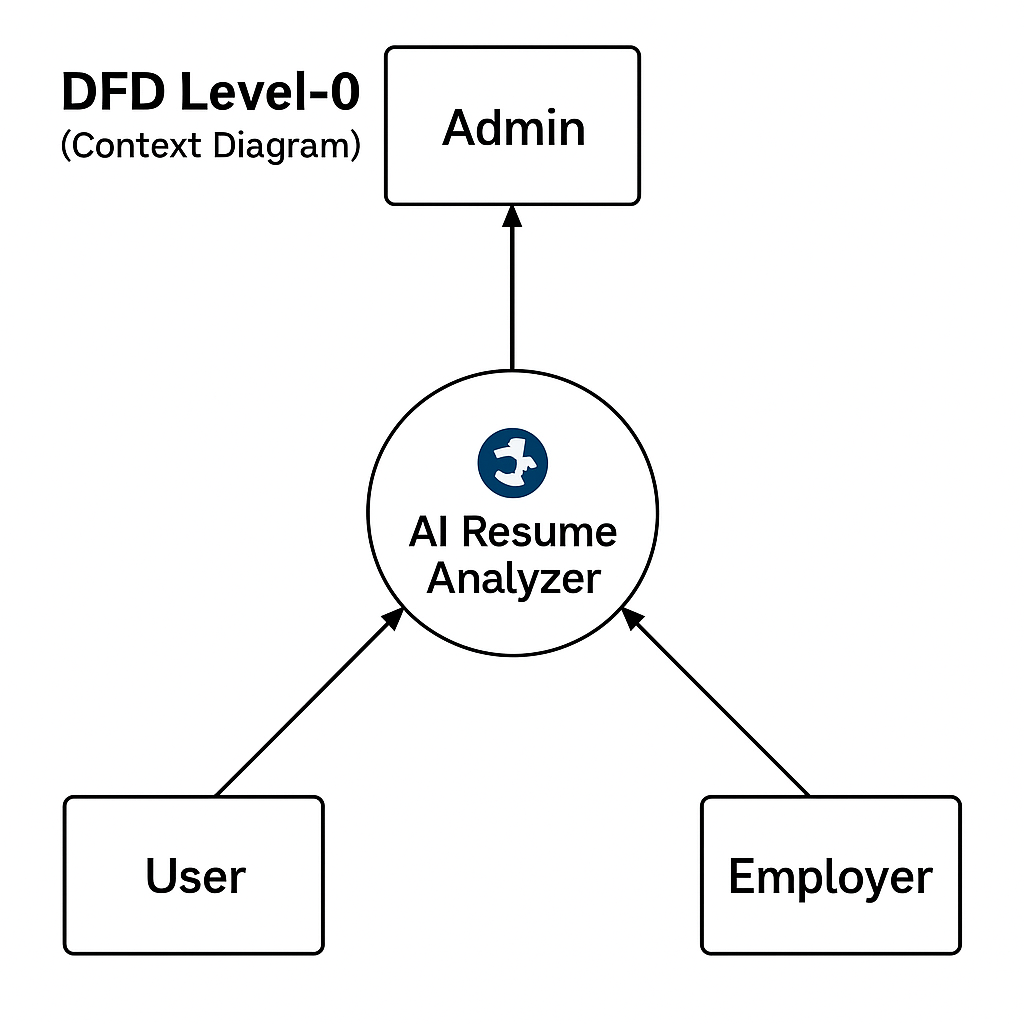 DFD Level-0
(Context Diagram)
Admin
AI Resume
Analyzer
User
Employer